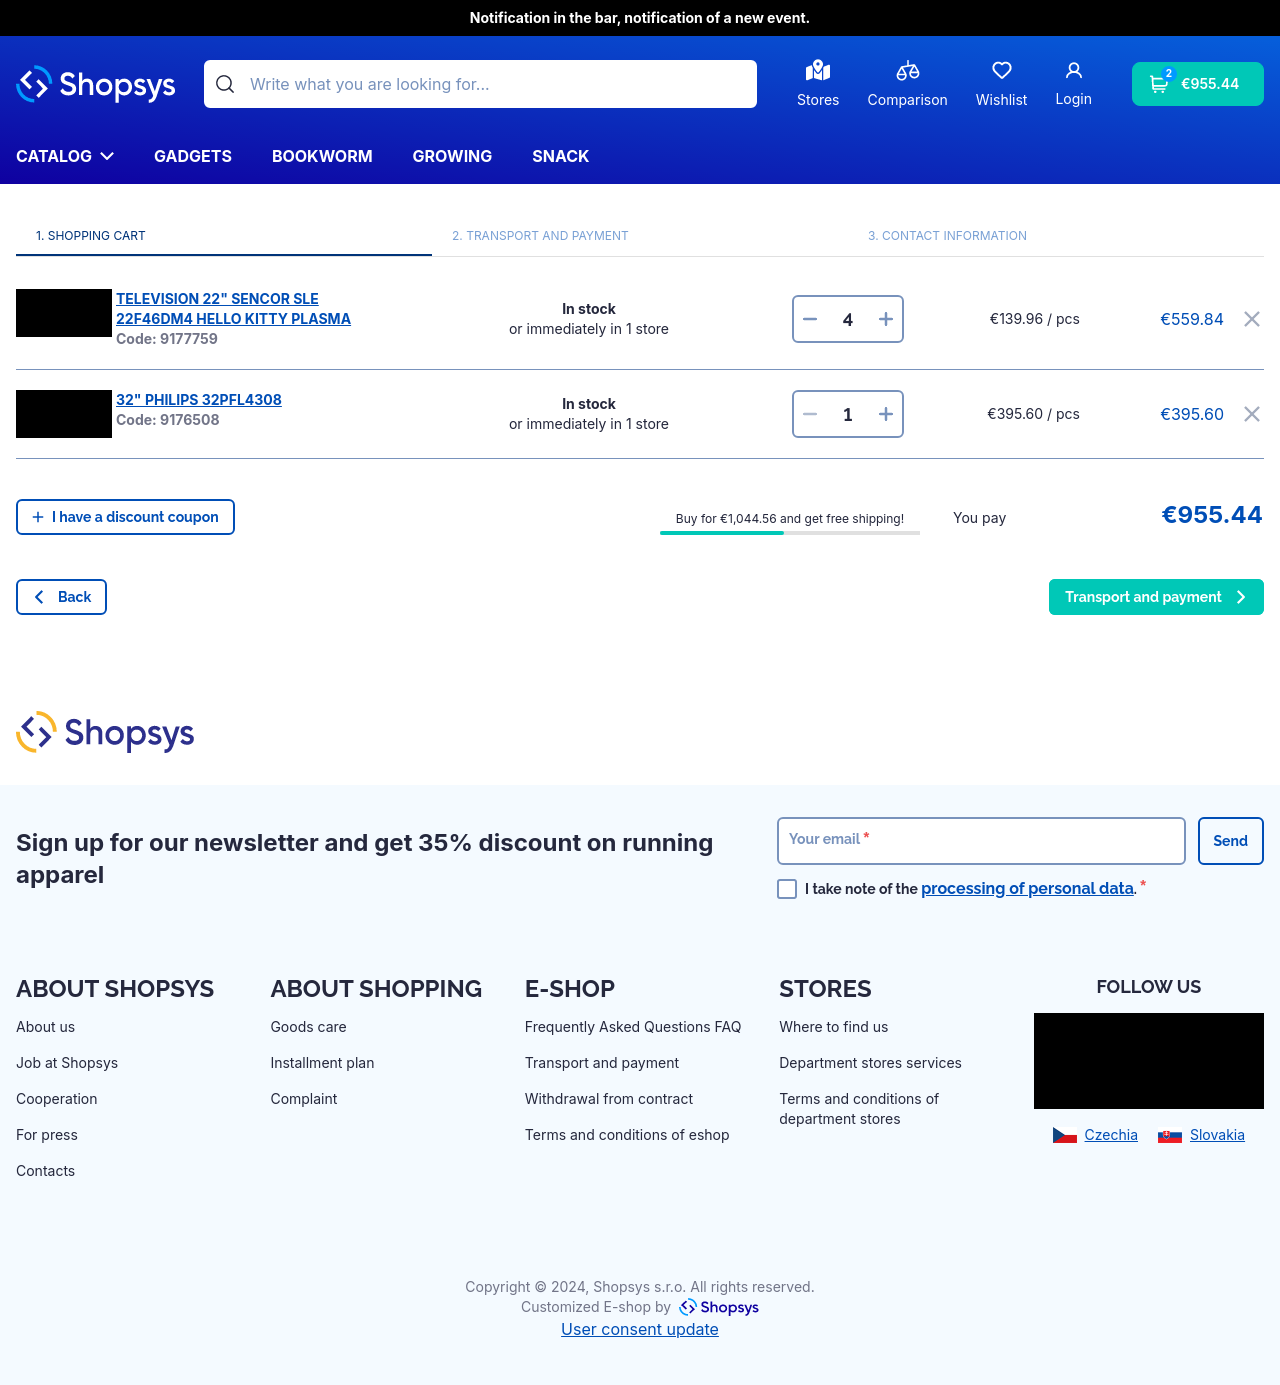 Notification in the bar, notification of a new event.
Shopsys
Write what you are looking for...
Stores
Comparison
Wishlist
Login
2
€955.44
CATALOG
GADGETS
BOOKWORM
GROWING
SNACK
1. SHOPPING CART
2. TRANSPORT AND PAYMENT
3. CONTACT INFORMATION
TELEVISION 22" SENCOR SLE
22F46DM4 HELLO KITTY PLASMA
Code: 9177759
In stock
or immediately in 1 store
4
€139.96 / pcs
€559.84
32" PHILIPS 32PFL4308
Code: 9176508
In stock
or immediately in 1 store
1
€395.60 / pcs
€395.60
I have a discount coupon
Buy for €1,044.56 and get free shipping!
You pay
€955.44
Back
Transport and payment
Shopsys
Sign up for our newsletter and get 35% discount on running
apparel
Your email *
Send
I take note of the processing of personal data. *
ABOUT SHOPSYS
About us
Job at Shopsys
Cooperation
For press
Contacts
ABOUT SHOPPING
Goods care
Installment plan
Complaint
E-SHOP
Frequently Asked Questions FAQ
Transport and payment
Withdrawal from contract
Terms and conditions of eshop
STORES
Where to find us
Department stores services
Terms and conditions of
department stores
FOLLOW US
Czechia
Slovakia
Copyright © 2024, Shopsys s.r.o. All rights reserved.
Customized E-shop by Shopsys
User consent update